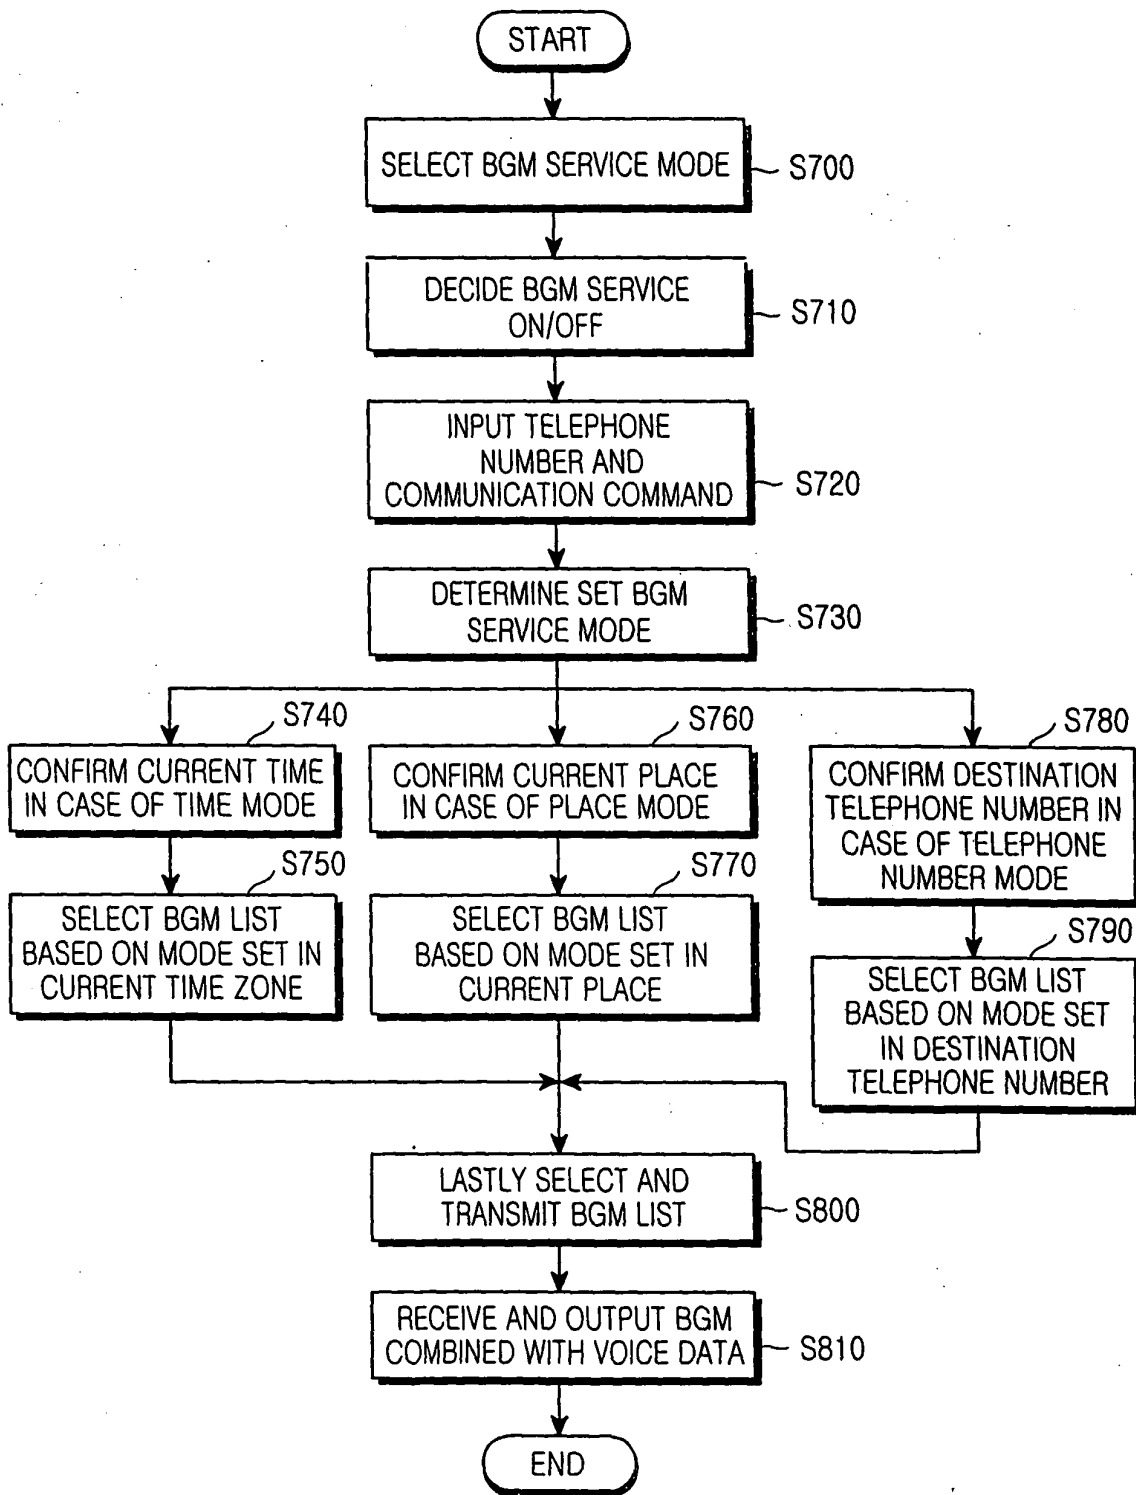 START
SELECT BGM SERVICE MODE
S700
DECIDE BGM SERVICE
ON/OFF
S710
INPUT TELEPHONE
NUMBER AND
COMMUNICATION COMMAND
S720
DETERMINE SET BGM
SERVICE MODE
S730
S740
CONFIRM CURRENT TIME
IN CASE OF TIME MODE
S750
SELECT BGM LIST
BASED ON MODE SET IN
CURRENT TIME ZONE
S760
CONFIRM CURRENT PLACE
IN CASE OF PLACE MODE
S770
SELECT BGM LIST
BASED ON MODE SET IN
CURRENT PLACE
S780
CONFIRM DESTINATION
TELEPHONE NUMBER IN
CASE OF TELEPHONE
NUMBER MODE
S790
SELECT BGM LIST
BASED ON MODE SET
IN DESTINATION
TELEPHONE NUMBER
LASTLY SELECT AND
TRANSMIT BGM LIST
S800
RECEIVE AND OUTPUT BGM
COMBINED WITH VOICE DATA
S810
END